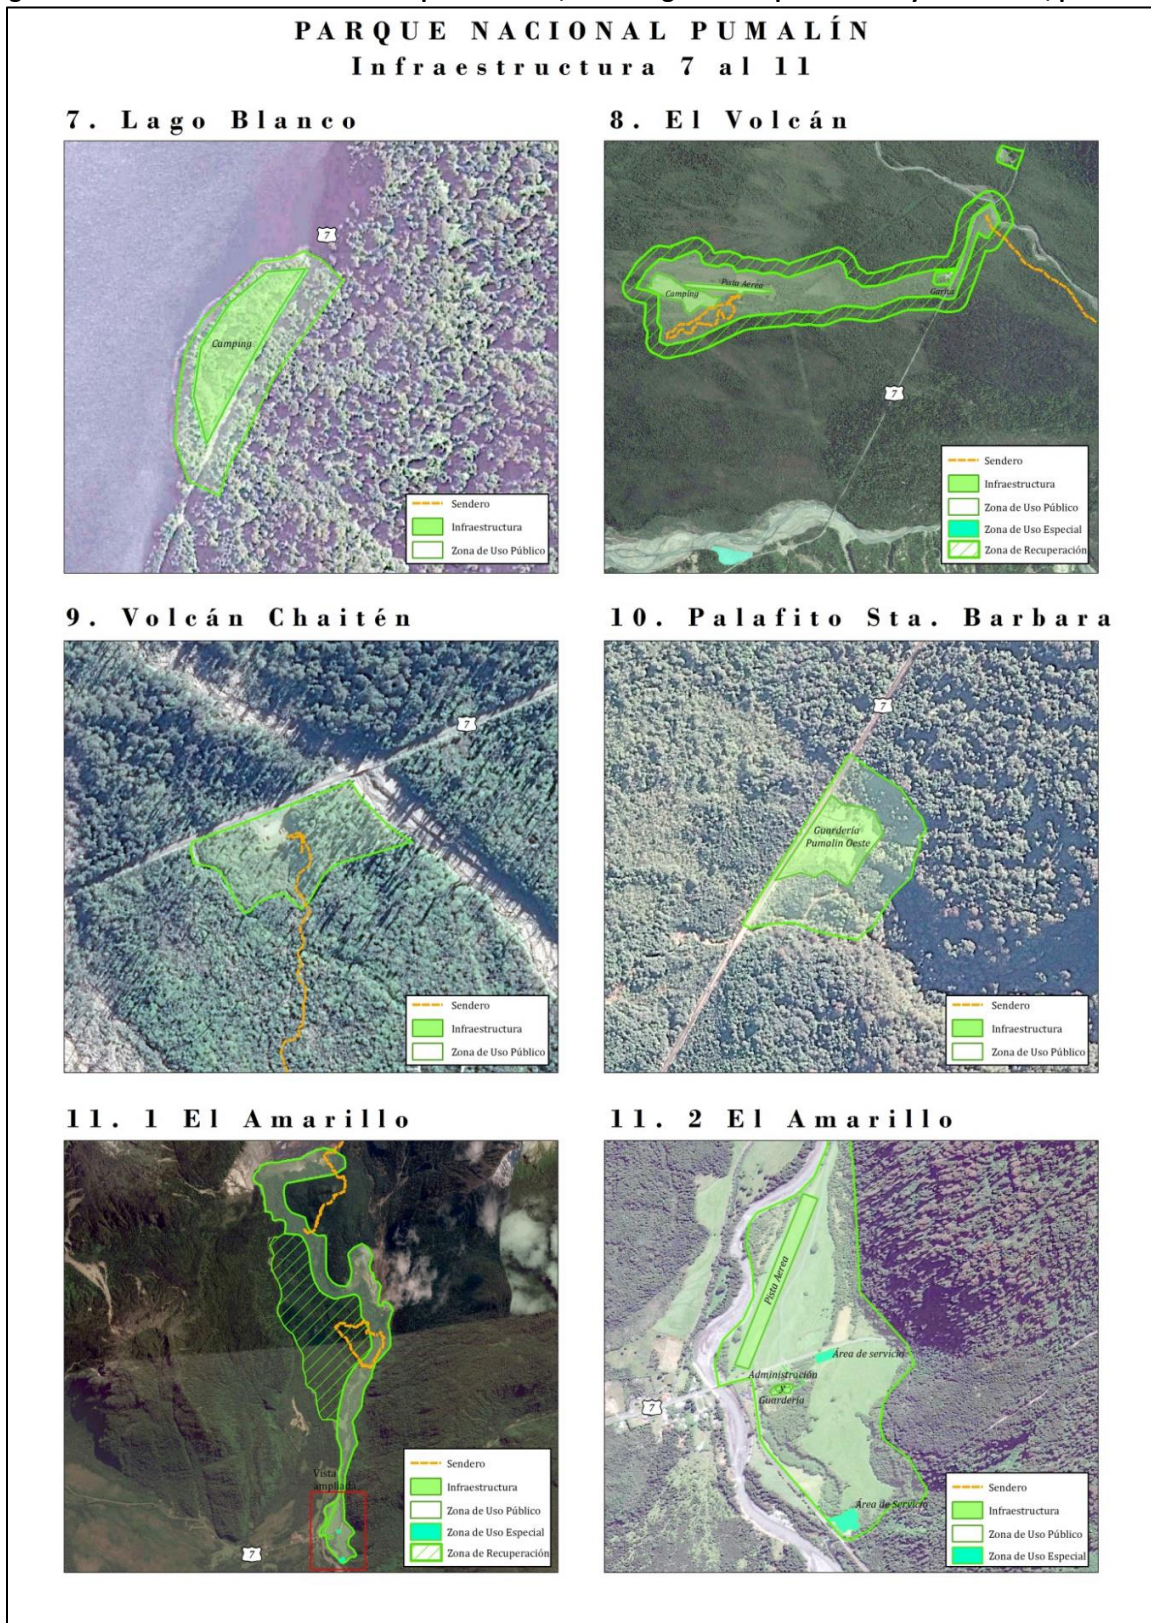 PARQUE NACIONAL PUMALÍN
Infraestructura 7 al 11
7. Lago Blanco
7
Camping
Sendero
Infraestructura
Zona de Uso Público
8. El Volcán
Pista Aerea
Camping
Garita
7
Sendero
Infraestructura
Zona de Uso Público
Zona de Uso Especial
Zona de Recuperación
9. Volcán Chaitén
7
Sendero
Infraestructura
Zona de Uso Público
10. Palafito Sta. Barbara
7
Guardería
Pumalin Oeste
Sendero
Infraestructura
Zona de Uso Público
11. 1 El Amarillo
Vista
ampliada
7
Sendero
Infraestructura
Zona de Uso Público
Zona de Uso Especial
Zona de Recuperación
11. 2 El Amarillo
Pista Aerea
Área de servicio
Administración
y
Guardería
7
Área de Servicio
Sendero
Infraestructura
Zona de Uso Público
Zona de Uso Especial